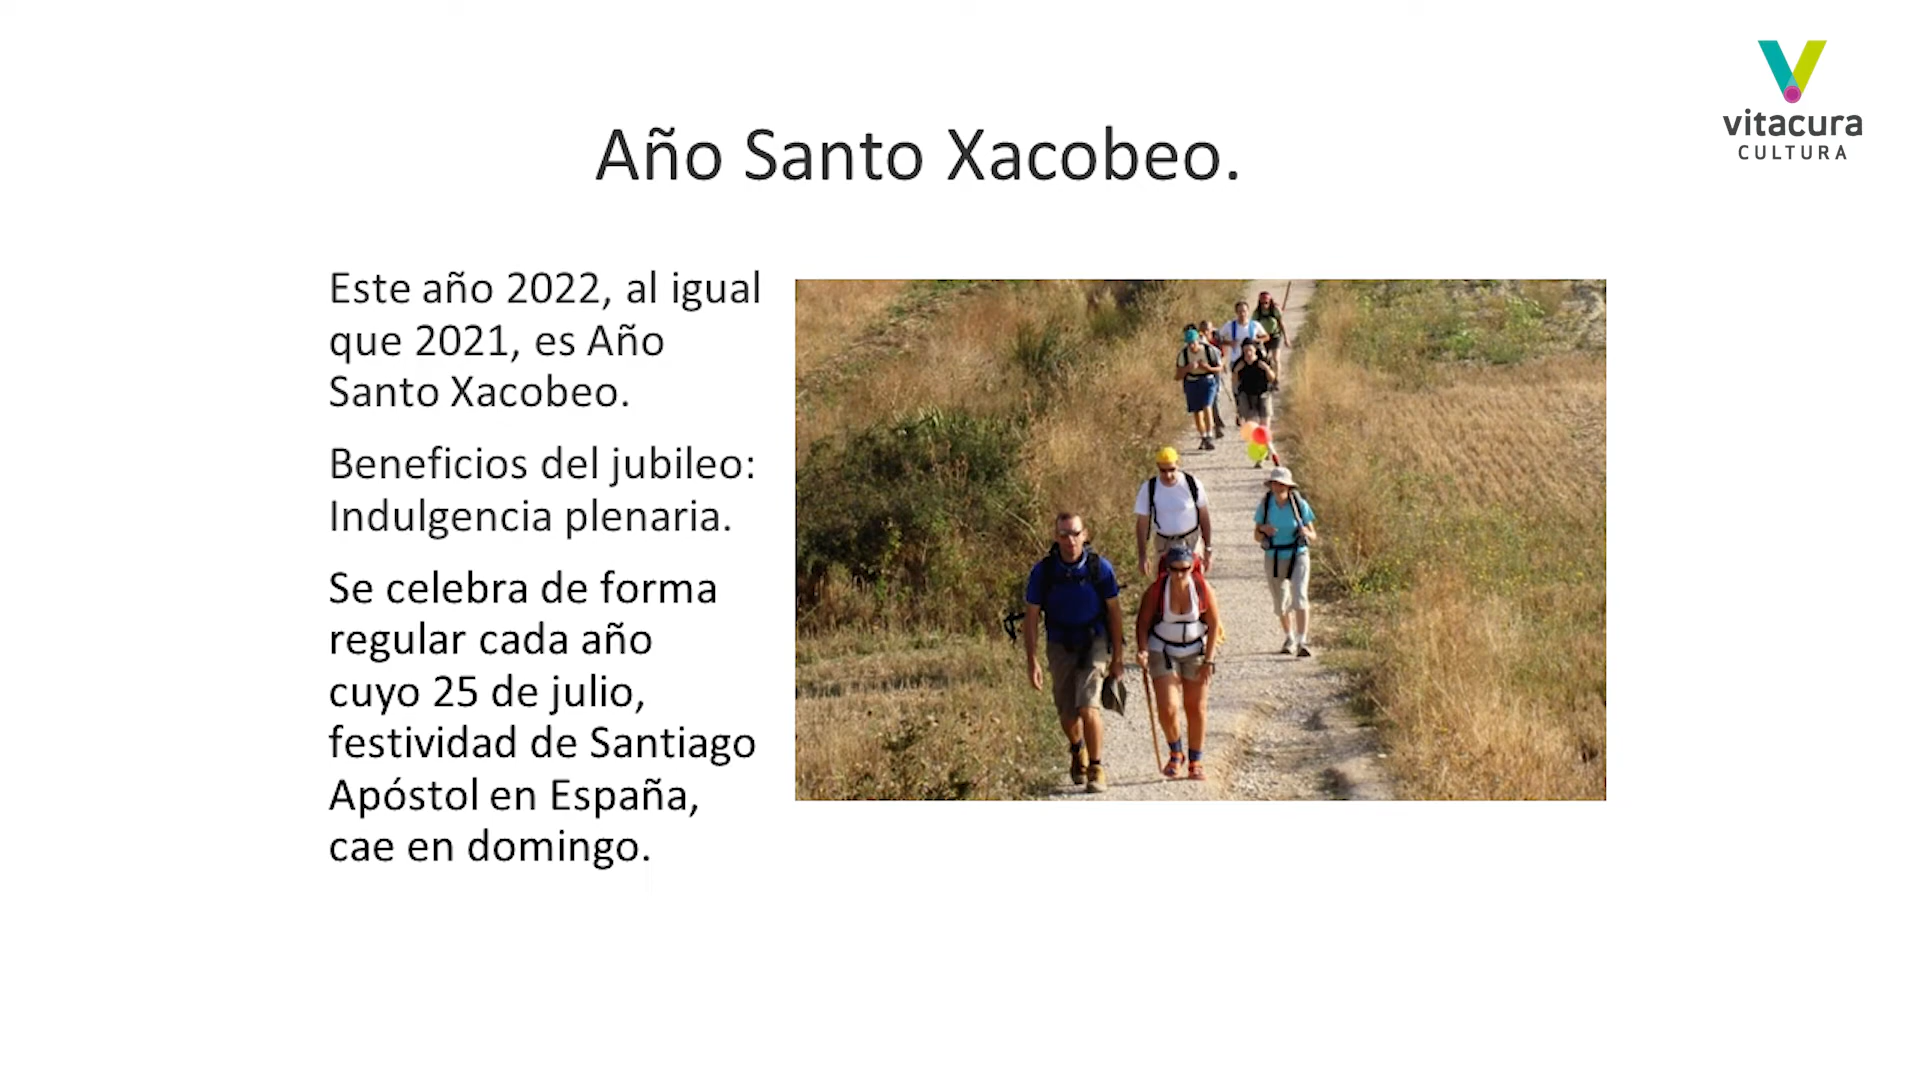 vitacura
CULTURA
Año Santo Xacobeo.
Este año 2022, al igual
que 2021, es Año
Santo Xacobeo.
Beneficios del jubileo:
Indulgencia plenaria.
Se celebra de forma
regular cada año
cuyo 25 de julio,
festividad de Santiago
Apóstol en España,
cae en domingo.